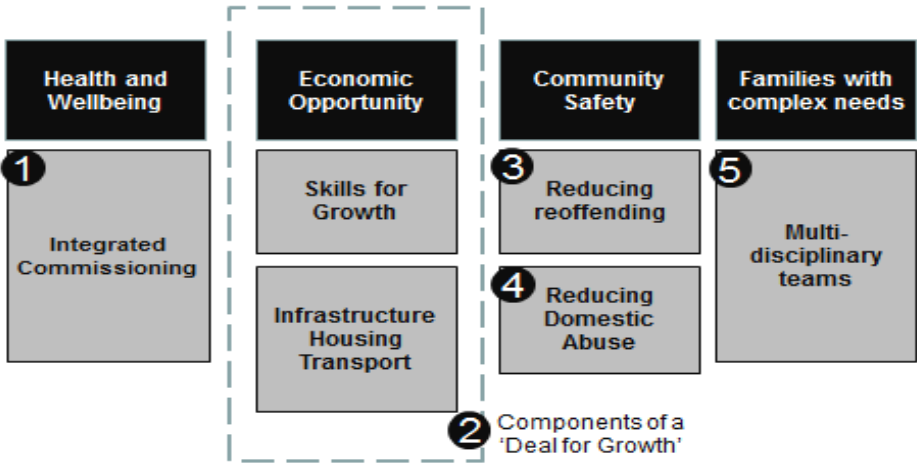 Health and
Wellbeing
Economic
Opportunity
Community
Safety
Families with
complex needs
1
Integrated
Commissioning
Skills for
Growth
Infrastructure
Housing
Transport
3
Reducing
reoffending
4
Reducing
Domestic
Abuse
5
Multi-
disciplinary
teams
2
Components of a
‘Deal for Growth’